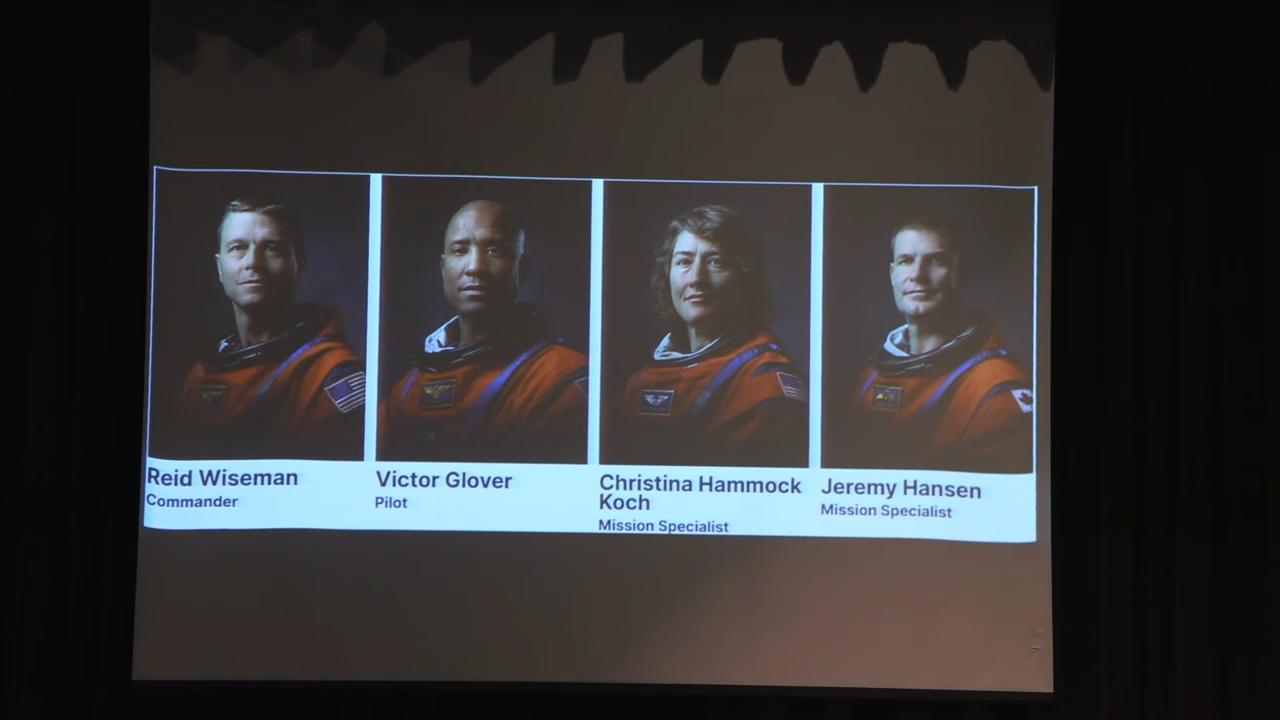 Reid Wiseman
Commander
Victor Glover
Pilot
Christina Hammock
Koch
Mission Specialist
Jeremy Hansen
Mission Specialist